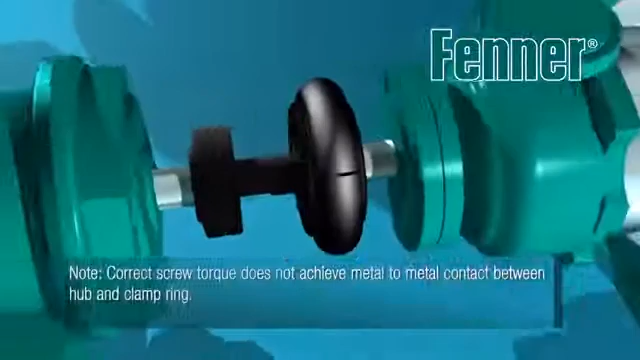 Fenner®
Note: Correct screw torque does not achieve metal to metal contact between
hub and clamp ring.